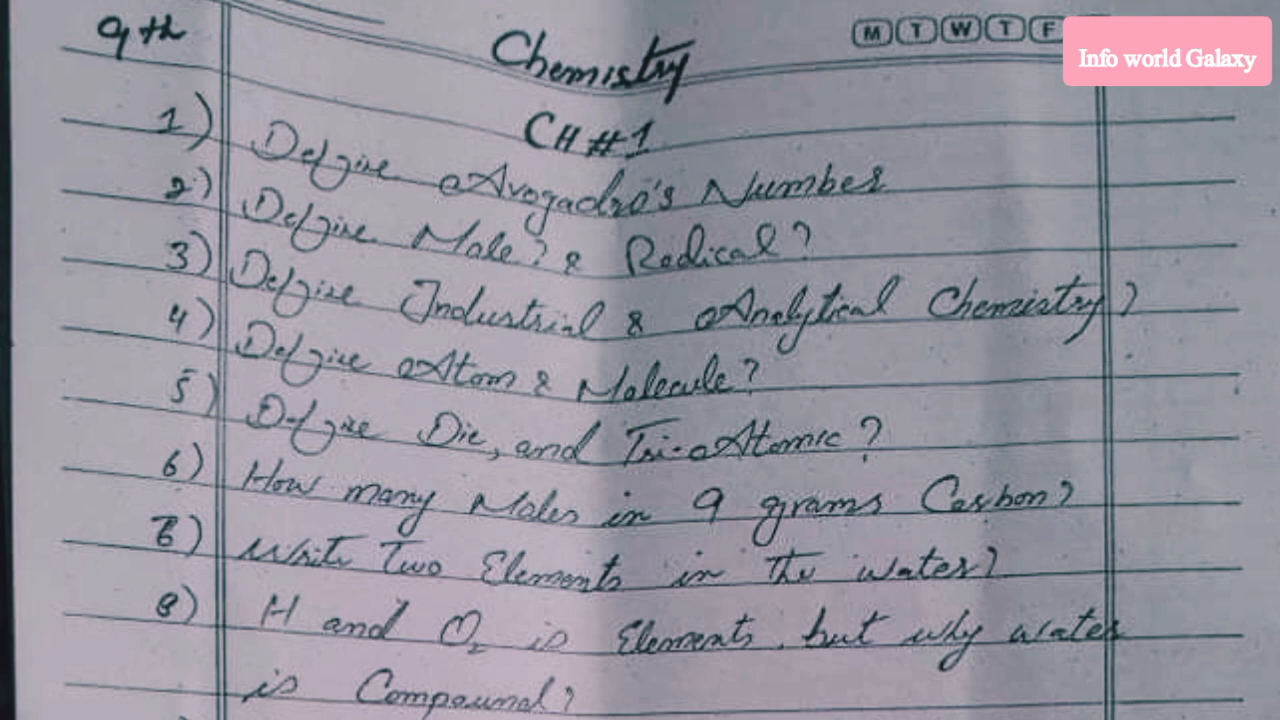 9th
Chemistry
M T W T F
Info world Galaxy
CH#1
1) Define Avogadro's Number
2) Define Mole? & Radical?
3) Define Industrial & Analytical Chemistry?
4) Define Atom & Molecule?
5) Define Die, and Tri-Atomic?
6) How many Moles in 9 grams Carbon?
7) Write Two Elements in the water?
8) H and O₂ is Elements, but why water
is Compound?